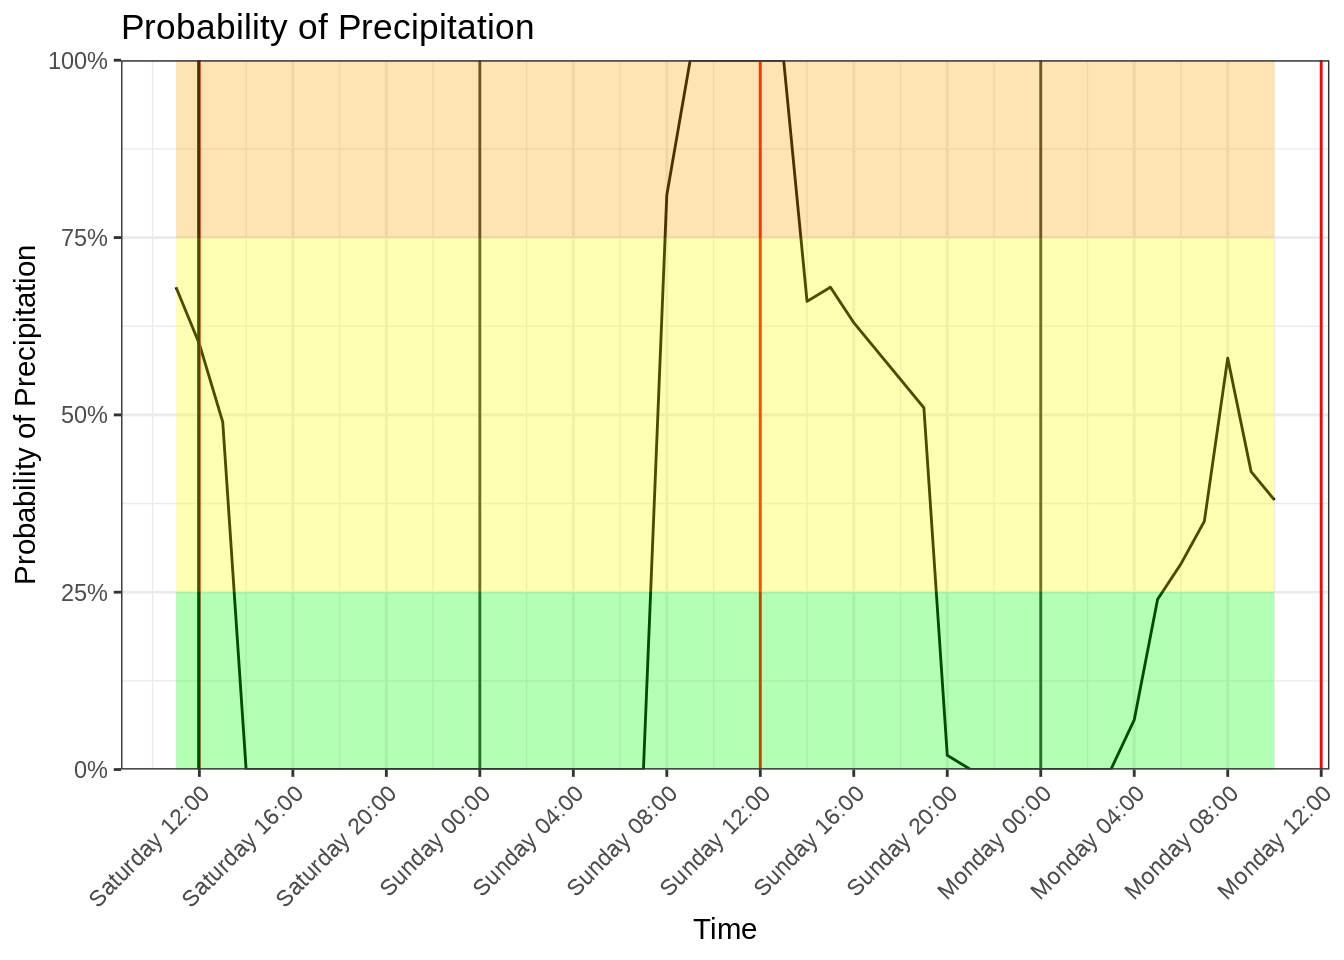 Probability of Precipitation
Probability of Precipitation
100%
75%
50%
25%
0%
Saturday 12:00
Saturday 16:00
Saturday 20:00
Sunday 00:00
Sunday 04:00
Sunday 08:00
Sunday 12:00
Sunday 16:00
Sunday 20:00
Monday 00:00
Monday 04:00
Monday 08:00
Monday 12:00
Time